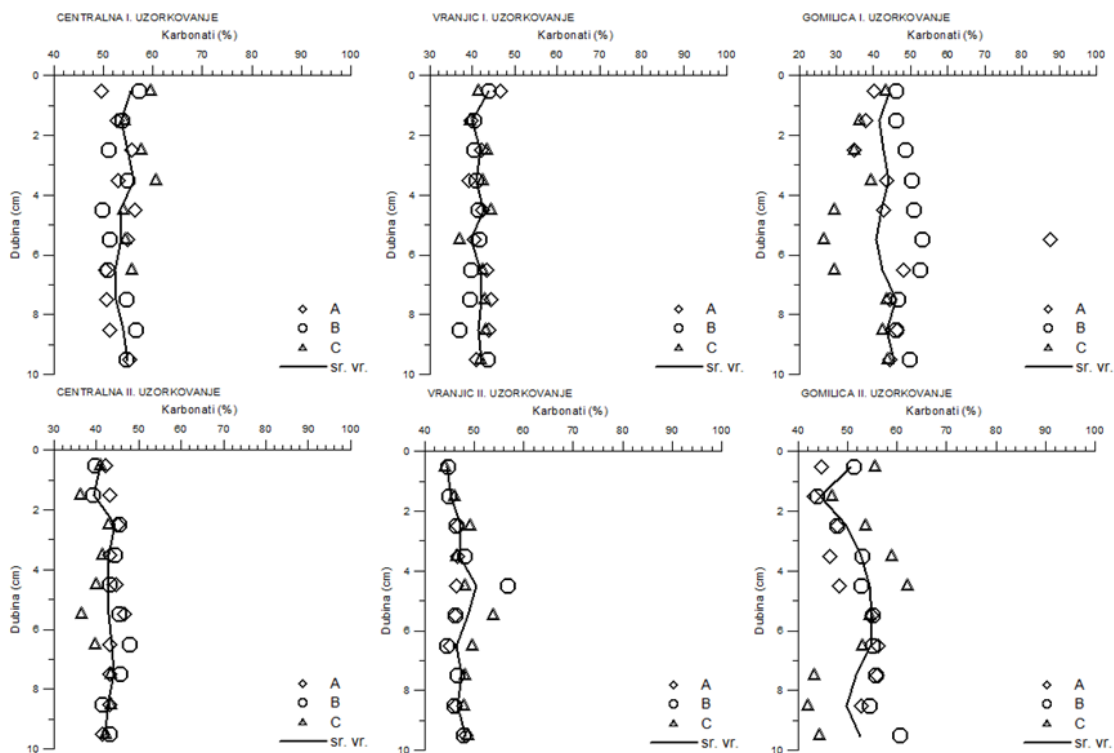 CENTRALNA I. UZORKOVANJE
Karbonati (%)
40 50 60 70 80 90 100
0
2
4
6
8
10
Dubina (cm)
A
B
C
sr. vr.
VRANJIC I. UZORKOVANJE
Karbonati (%)
30 40 50 60 70 80 90 100
0
2
4
6
8
10
Dubina (cm)
A
B
C
sr. vr.
GOMILICA I. UZORKOVANJE
Karbonati (%)
20 30 40 50 60 70 80 90 100
0
2
4
6
8
10
Dubina (cm)
A
B
C
sr. vr.
CENTRALNA II. UZORKOVANJE
Karbonati (%)
30 40 50 60 70 80 90 100
0
2
4
6
8
10
Dubina (cm)
A
B
C
sr. vr.
VRANJIC II. UZORKOVANJE
Karbonati (%)
40 50 60 70 80 90 100
0
2
4
6
8
10
Dubina (cm)
A
B
C
sr. vr.
GOMILICA II. UZORKOVANJE
Karbonati (%)
40 50 60 70 80 90 100
0
2
4
6
8
10
Dubina (cm)
A
B
C
sr. vr.